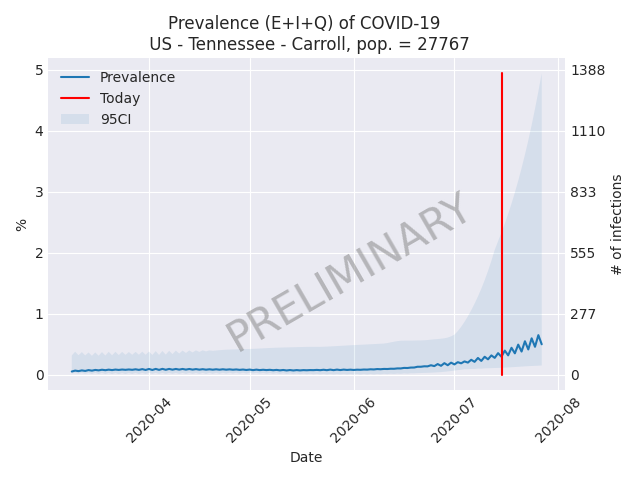 Prevalence (E+I+Q) of COVID-19
US - Tennessee - Carroll, pop. = 27767
Prevalence
Today
95CI
PRELIMINARY
%
5
4
3
2
1
0
1388
1110
833
555
277
0
# of infections
2020-04
2020-05
2020-06
2020-07
2020-08
Date